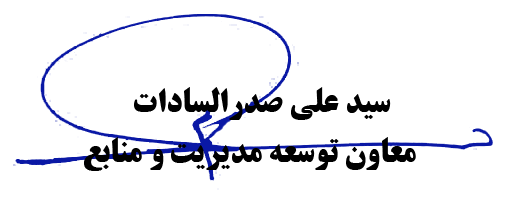 سید علی صدرالسادات
معاون توسعه مدیریت و منابع